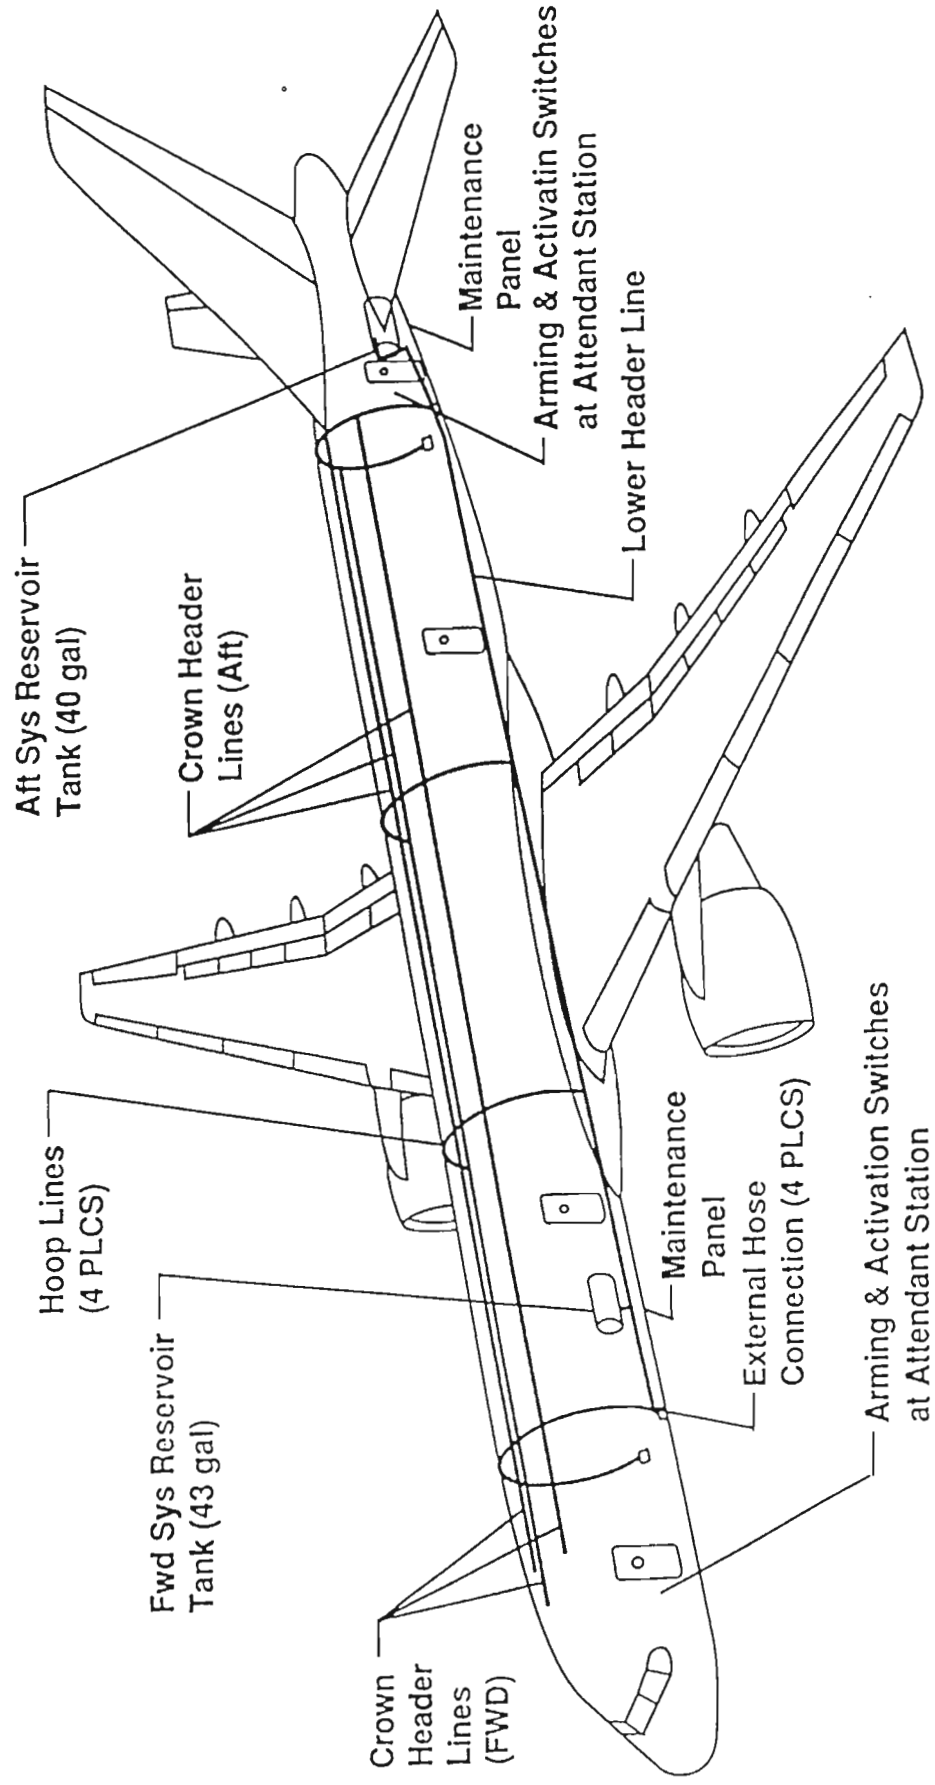 Aft Sys Reservoir
Tank (40 gal)
Crown Header
Lines (Aft)
Hoop Lines
(4 PLCS)
Fwd Sys Reservoir
Tank (43 gal)
Crown
Header
Lines
(FWD)
Maintenance
Panel
Arming & Activatin Switches
at Attendant Station
Lower Header Line
Maintenance
Panel
External Hose
Connection (4 PLCS)
Arming & Activation Switches
at Attendant Station